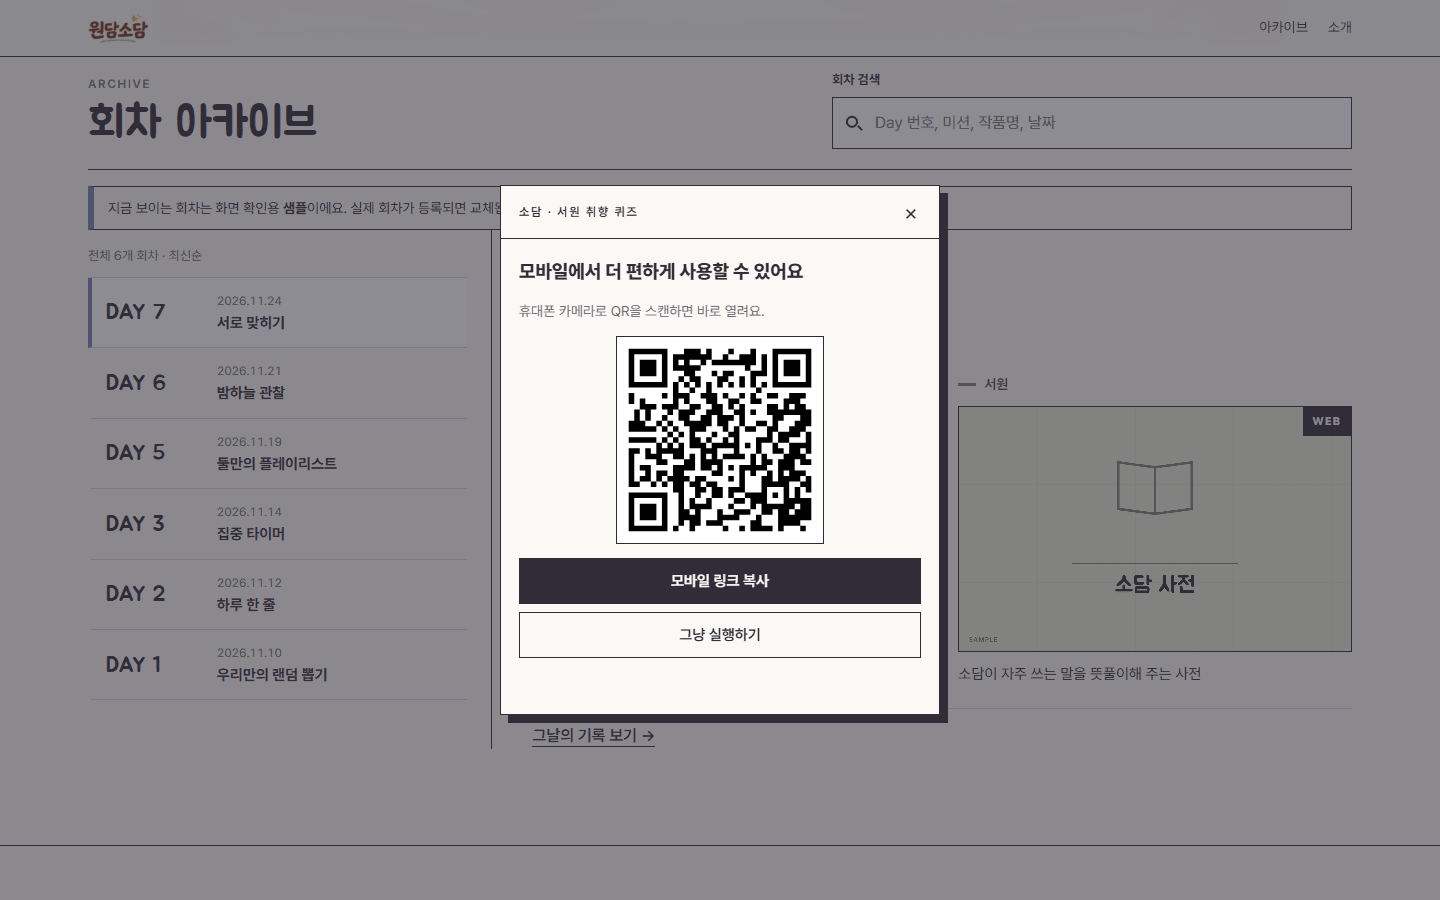 원담소담
아카이브 소개
ARCHIVE
회차 아카이브
회차 검색
Day 번호, 미션, 작품명, 날짜
지금 보이는 회차는 화면 확인용 샘플이에요. 실제 회차가 등록되면 교체됩
전체 6개 회차 · 최신순
DAY 7
2026.11.24
서로 맞히기
DAY 6
2026.11.21
밤하늘 관찰
DAY 5
2026.11.19
둘만의 플레이리스트
DAY 3
2026.11.14
집중 타이머
DAY 2
2026.11.12
하루 한 줄
DAY 1
2026.11.10
우리만의 랜덤 뽑기
소담 · 서원 취향 퀴즈
모바일에서 더 편하게 사용할 수 있어요
휴대폰 카메라로 QR을 스캔하면 바로 열려요.
모바일 링크 복사
그냥 실행하기
그날의 기록 보기 →
서원
WEB
소담 사전
SAMPLE
소담이 자주 쓰는 말을 뜻풀이해 주는 사전